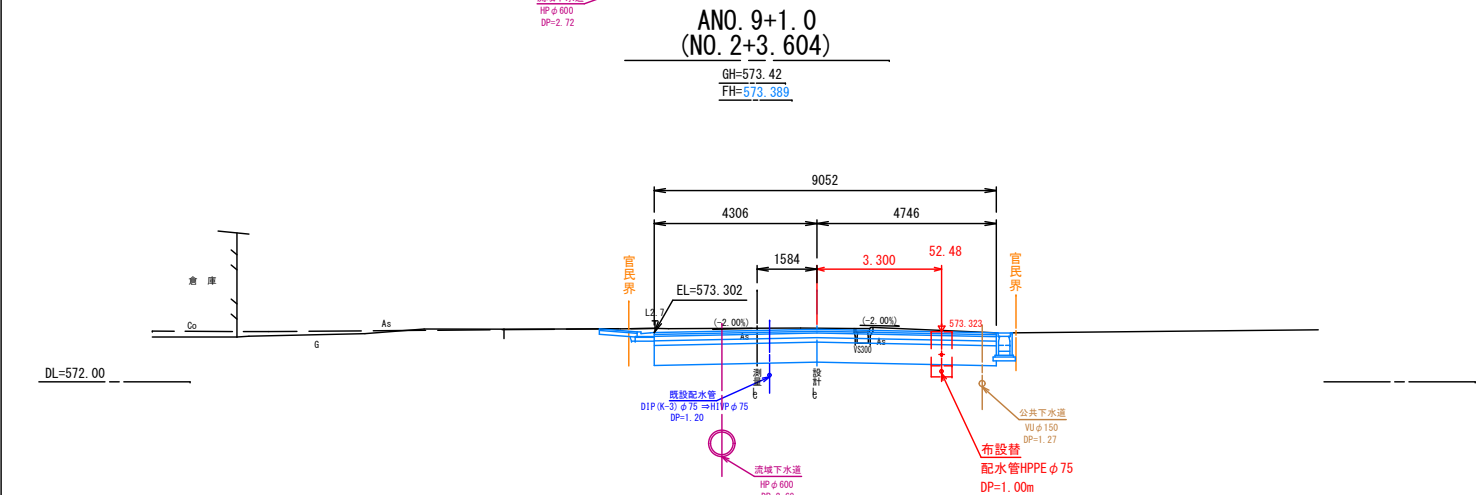 HPφ600
DP=2.72
ANO.9+1.0
(NO.2+3.604)
GH=573.42
FH=573.389
9052
4306
4746
1584
3.300
52.48
官民界
官民界
倉庫
EL=573.302
L2.7
Co
As
G
(-2.00%)
(-2.00%)
573.323
As
As
VS300
DL=572.00
測量
設計
既設配水管
DIP(K-3)φ75⇒HIVPφ75
DP=1.20
公共下水道
VUφ150
DP=1.27
布設替
配水管HPPEφ75
DP=1.00m
流域下水道
HPφ600